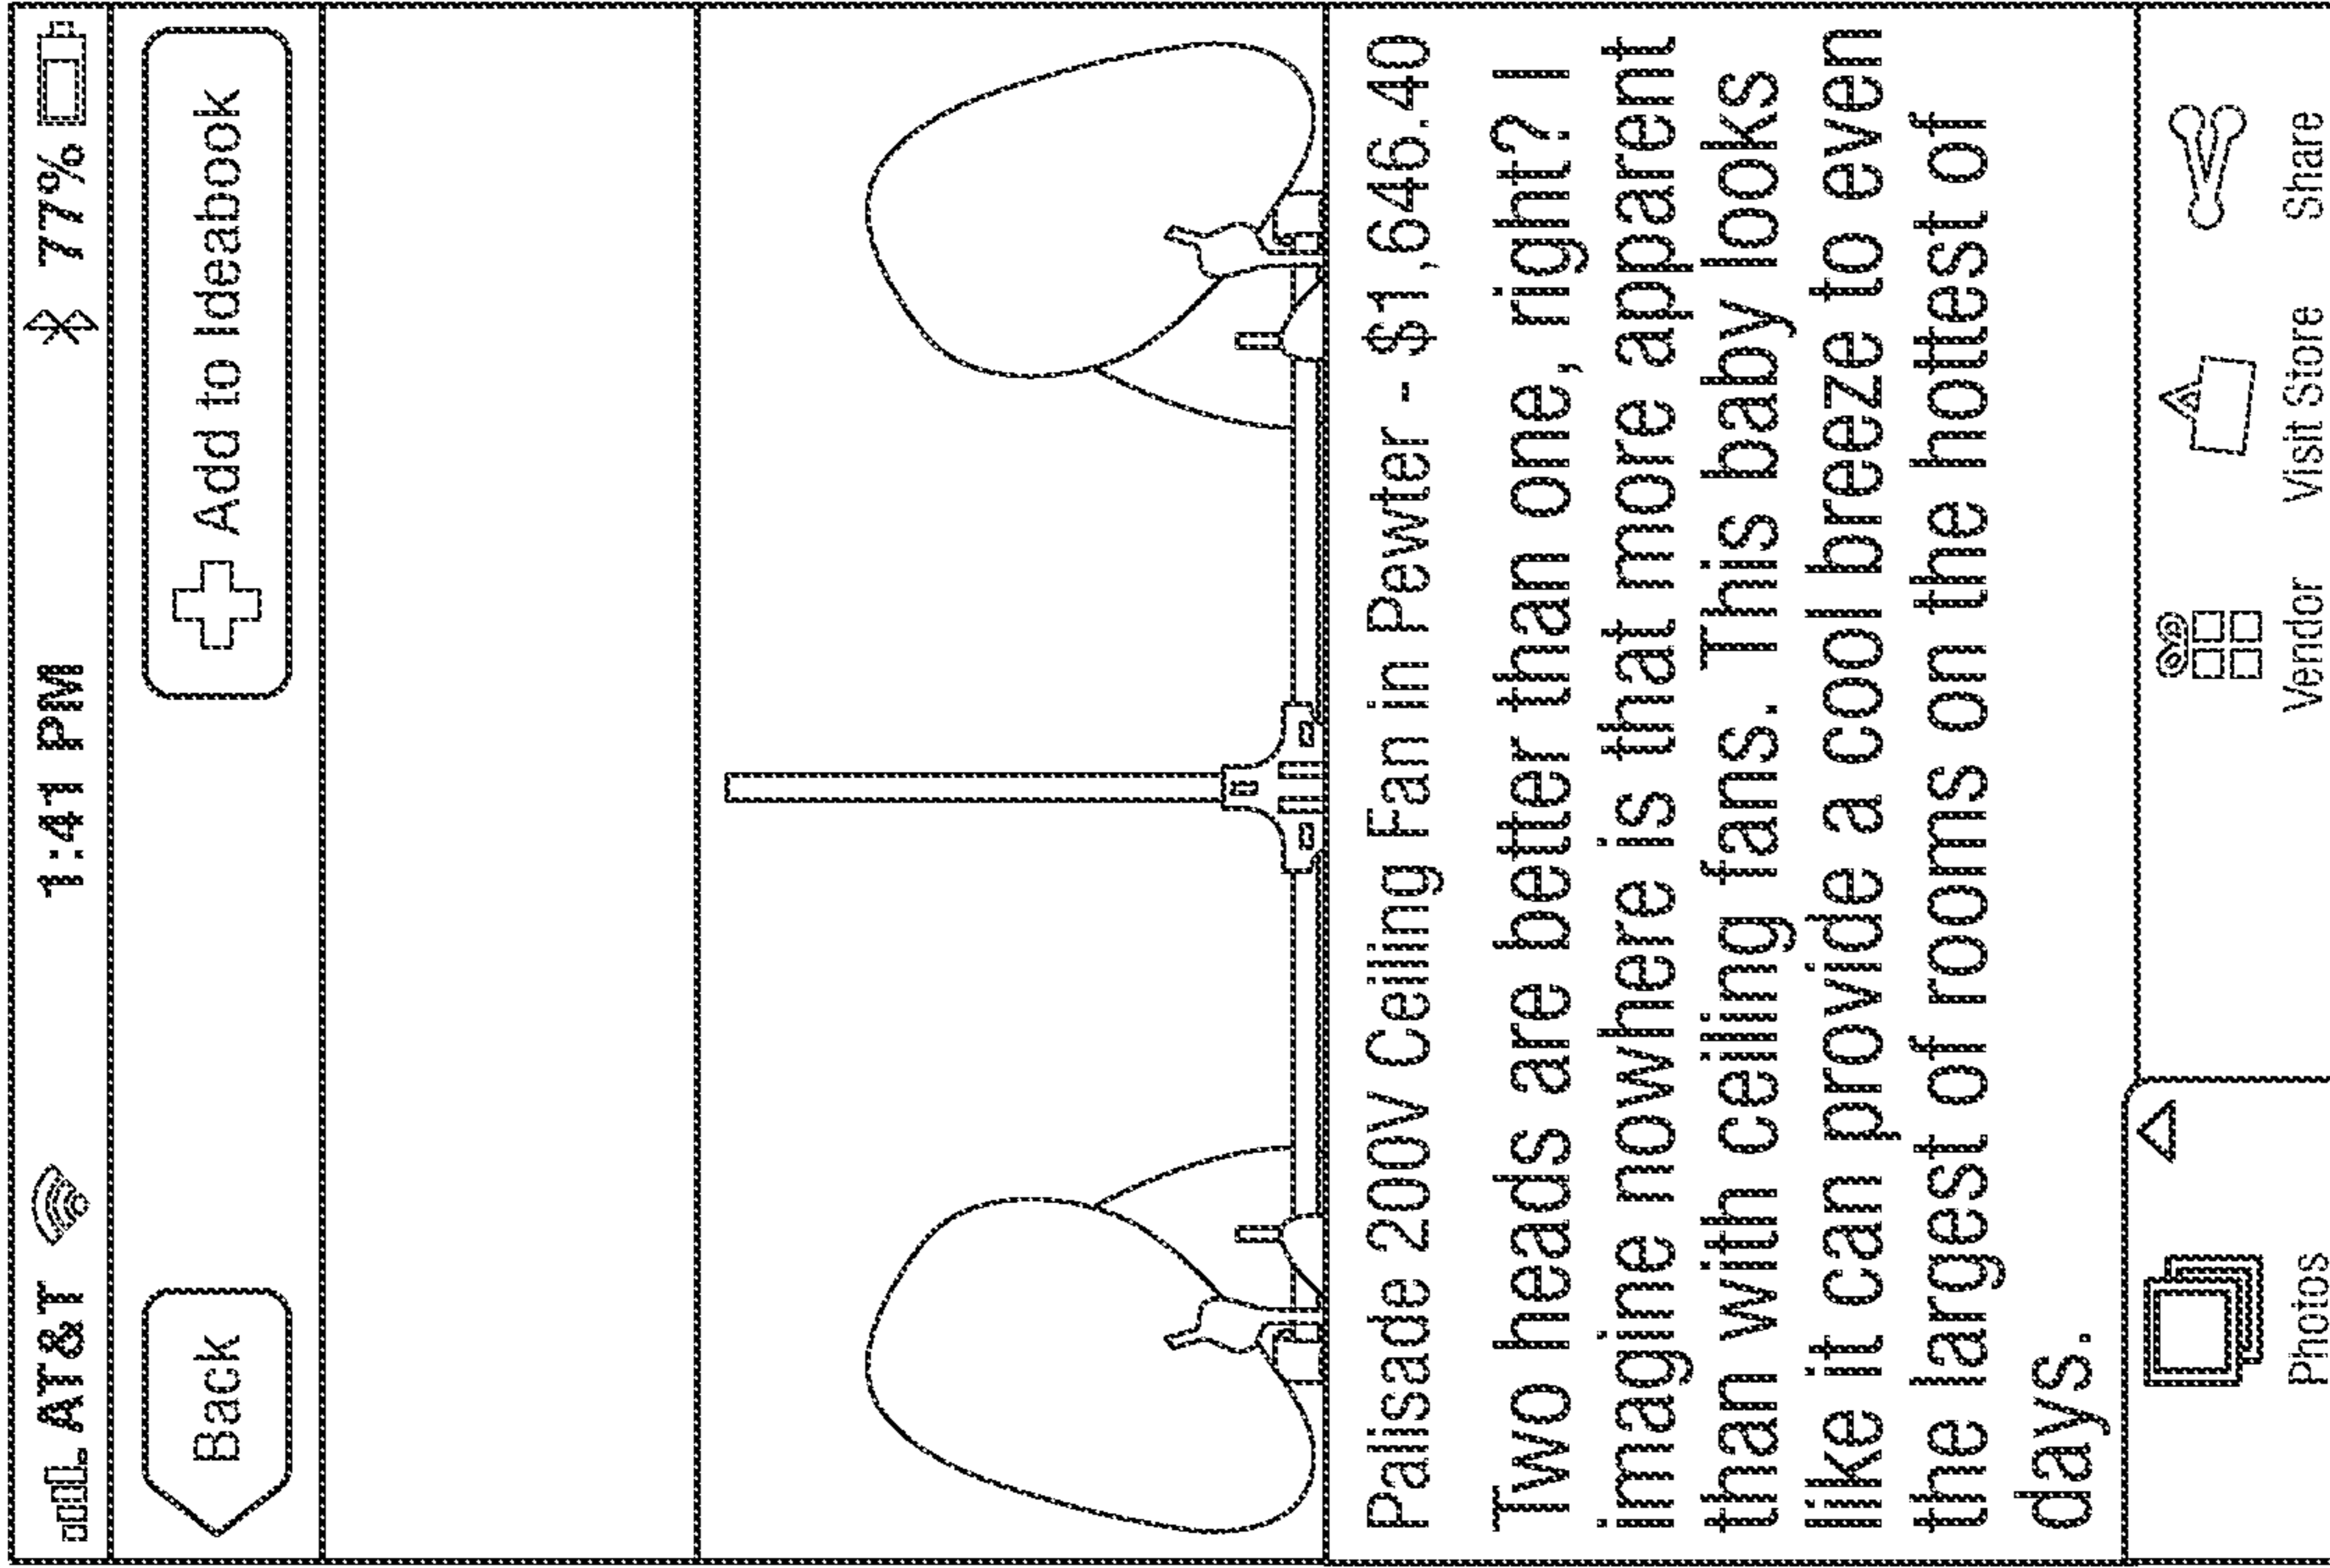 AT&T 1:41 PM 77%
Back Add to Ideabook
Palisade 200V Ceiling Fan in Pewter - $1,646.40
Two heads are better than one, right? I
imagine nowhere is that more apparent
than with ceiling fans. This baby looks
like it can provide a cool breeze to even
the largest of rooms on the hottest of
days.
Photos Vendor Visit Store Share